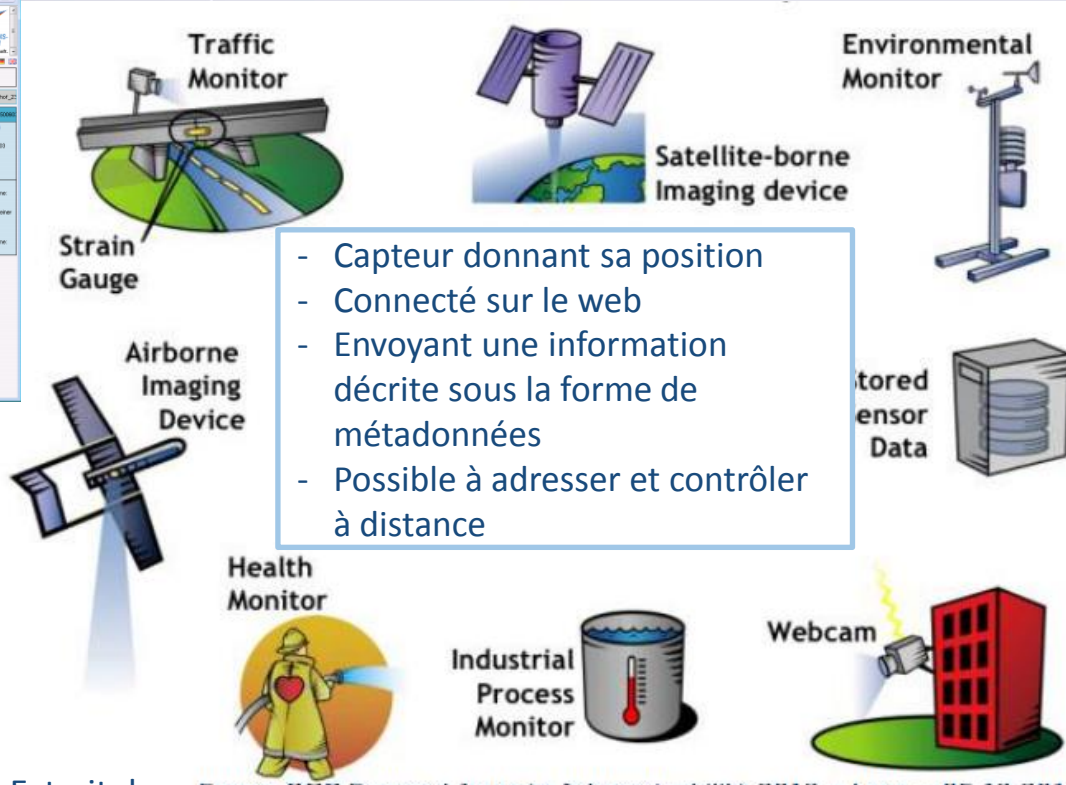 Traffic
Monitor
Environmental
Monitor
Satellite-borne
Imaging device
Strain
Gauge
- Capteur donnant sa position
- Connecté sur le web
- Envoyant une information
décrite sous la forme de
métadonnées
- Possible à adresser et contrôler
à distance
Airborne
Imaging
Device
Data
Health
Monitor
Industrial
Process
Monitor
Webcam